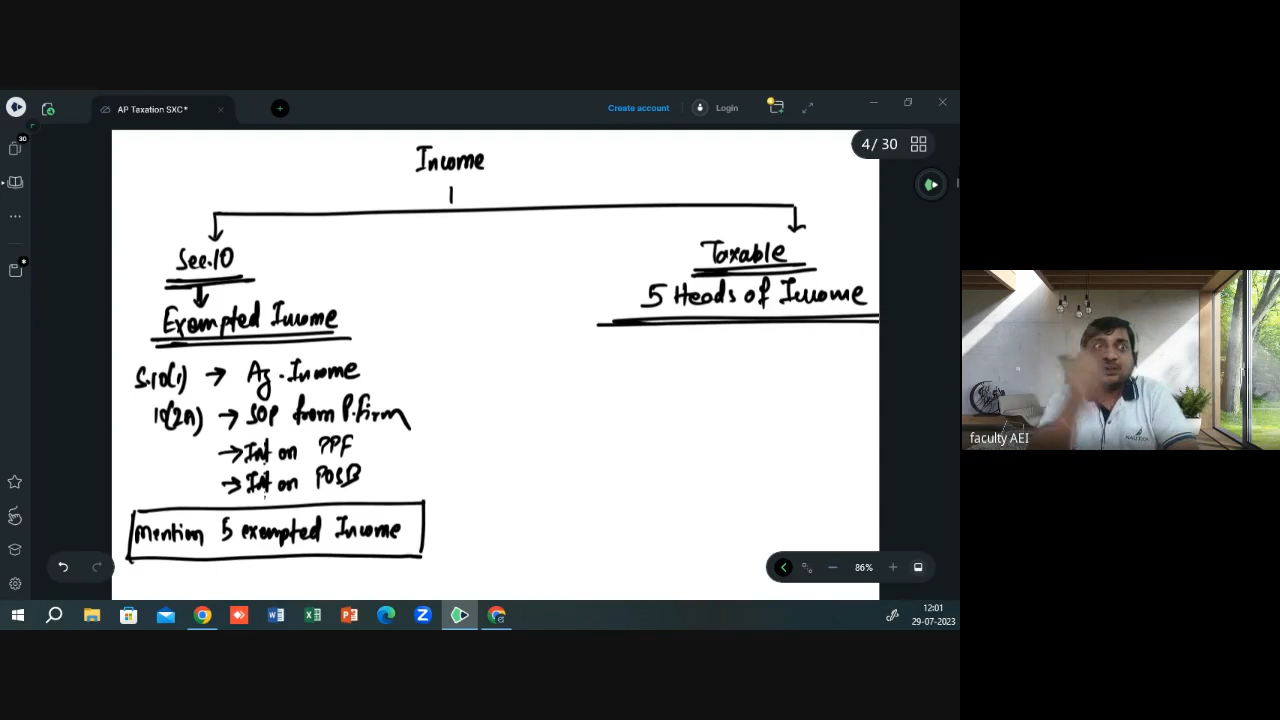 AP Taxation SXC*
Create account
Login
30
4/ 30
Income
Sec.10
Taxable
5 Heads of Income
Exempted Income
S.10(1) → Ag. Income
10(2A) → SOP from P. Firm
→ Int on PPF
→ Int on POSB
Mention 5 exempted Income
86%
faculty AEI
NAUTICA
12:01
29-07-2023